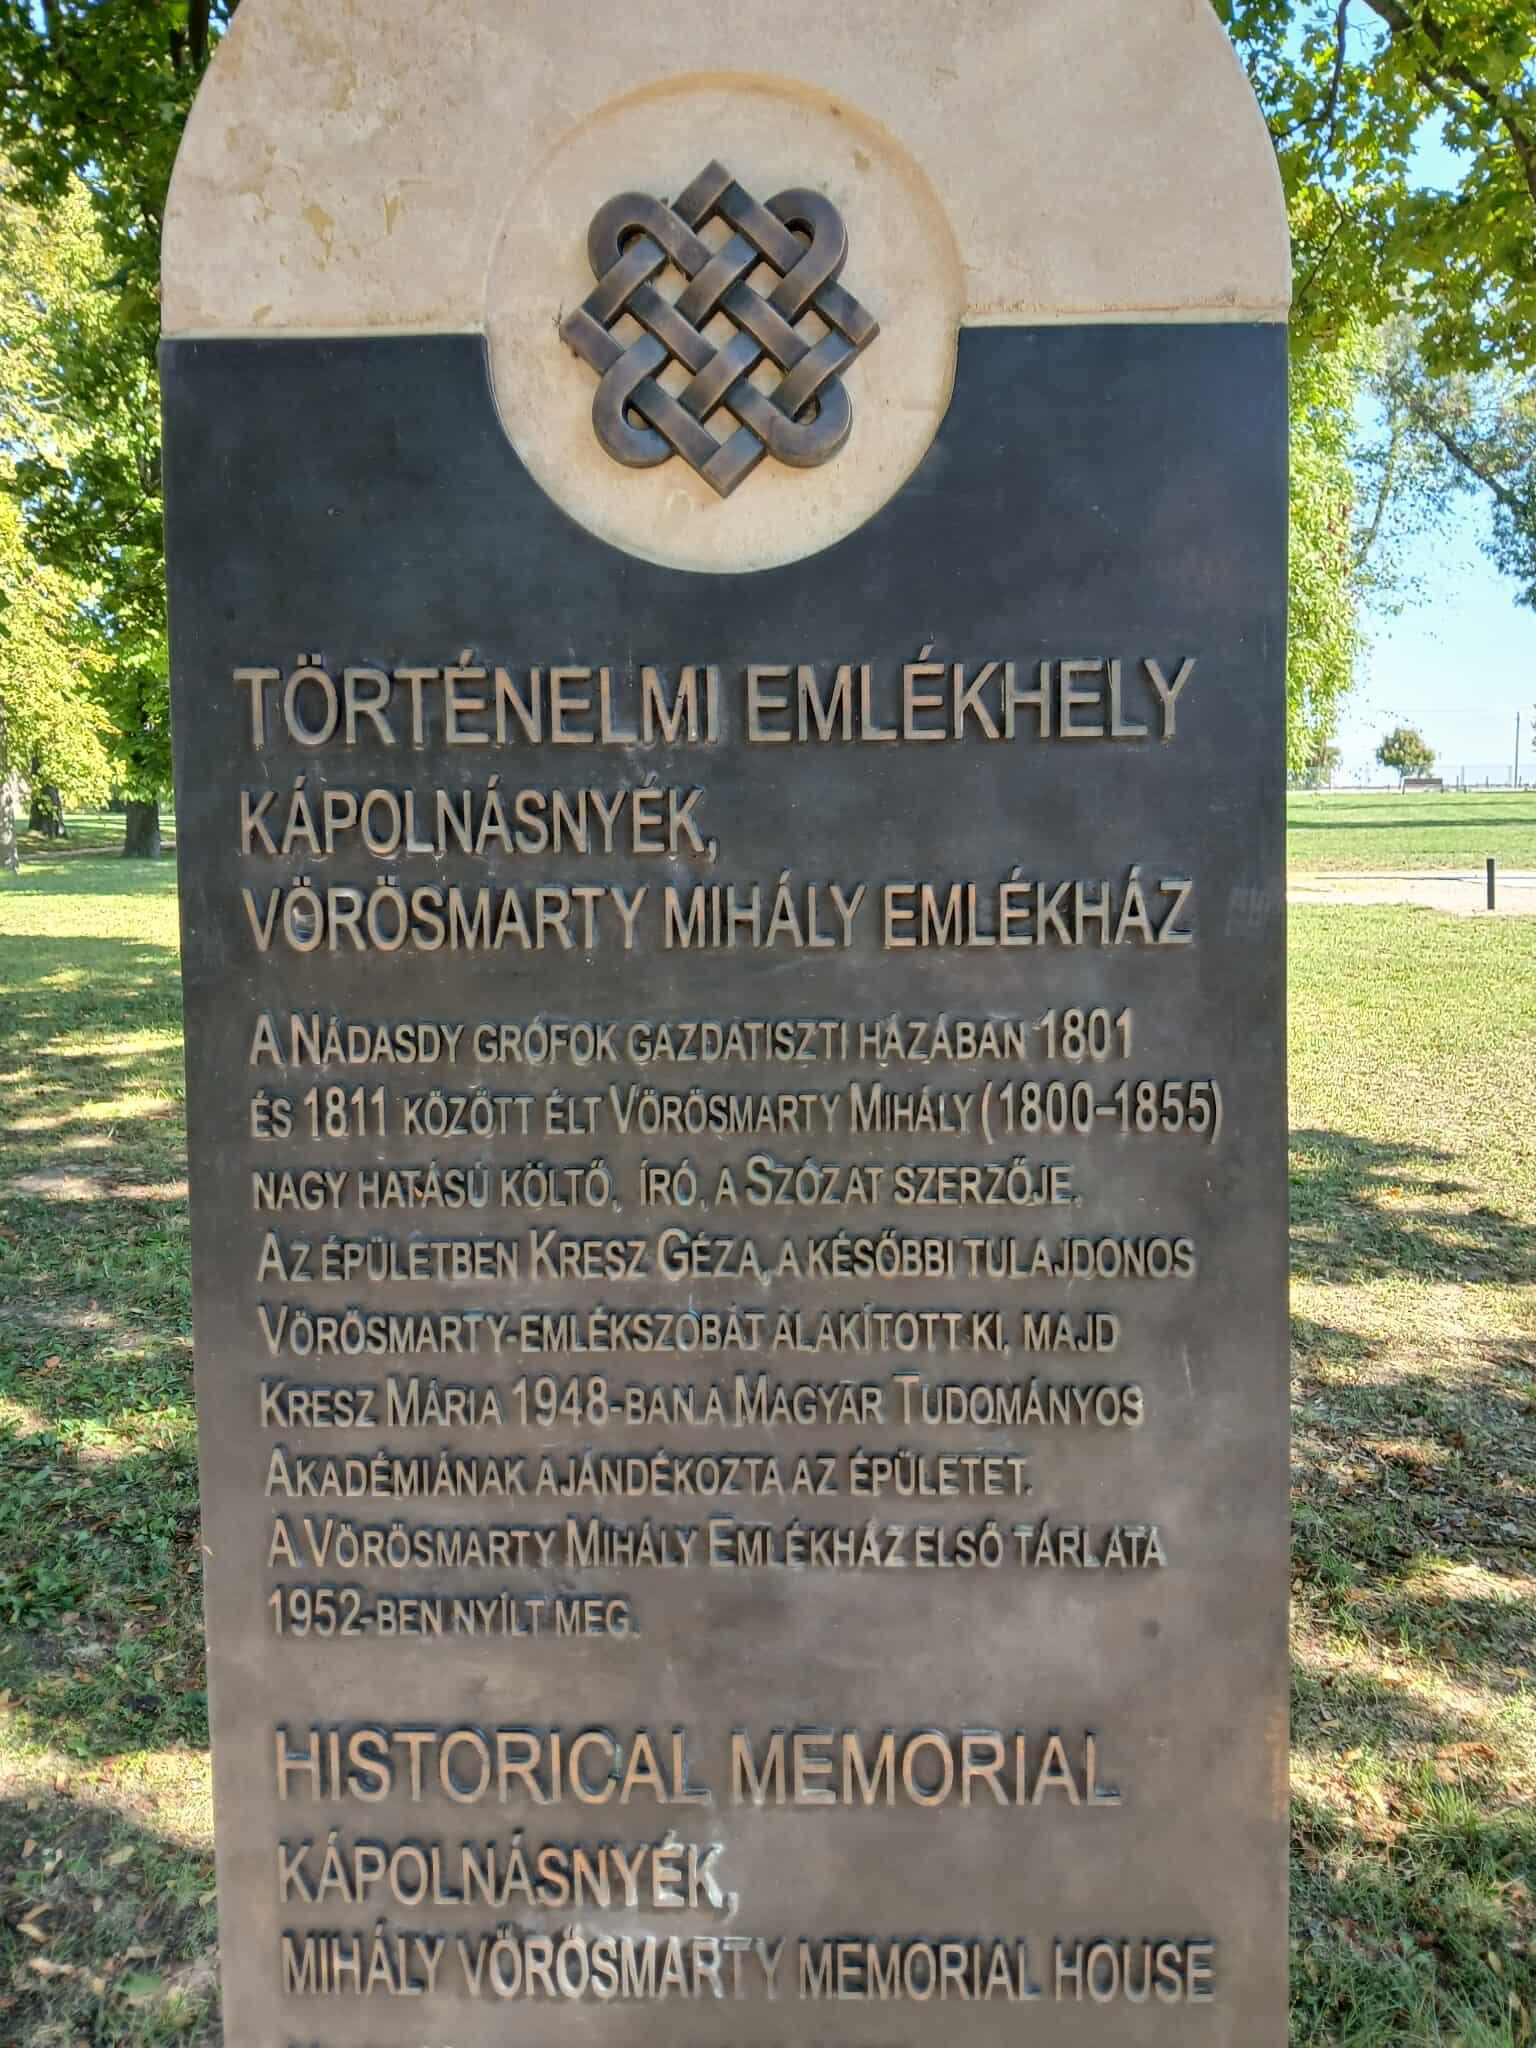 TÖRTÉNELMI EMLÉKHELY
KÁPOLNÁSNYÉK,
VÖRÖSMARTY MIHÁLY EMLÉKHÁZ
A NÁDASDY GRÓFOK GAZDATISZTI HÁZÁBAN 1801
ÉS 1811 KÖZÖTT ÉLT VÖRÖSMARTY MIHÁLY (1800–1855)
NAGY HATÁSÚ KÖLTŐ, ÍRÓ, A SZÓZAT SZERZŐJE.
AZ ÉPÜLETBEN KRESZ GÉZA, A KÉSŐBBI TULAJDONOS
VÖRÖSMARTY-EMLÉKSZOBÁT ALAKÍTOTT KI, MAJD
KRESZ MÁRIA 1948-BAN A MAGYAR TUDOMÁNYOS
AKADÉMIÁNAK AJÁNDÉKOZTA AZ ÉPÜLETET.
A VÖRÖSMARTY MIHÁLY EMLÉKHÁZ ELSŐ TÁRLATA
1952-BEN NYÍLT MEG.
HISTORICAL MEMORIAL
KÁPOLNÁSNYÉK,
MIHÁLY VÖRÖSMARTY MEMORIAL HOUSE